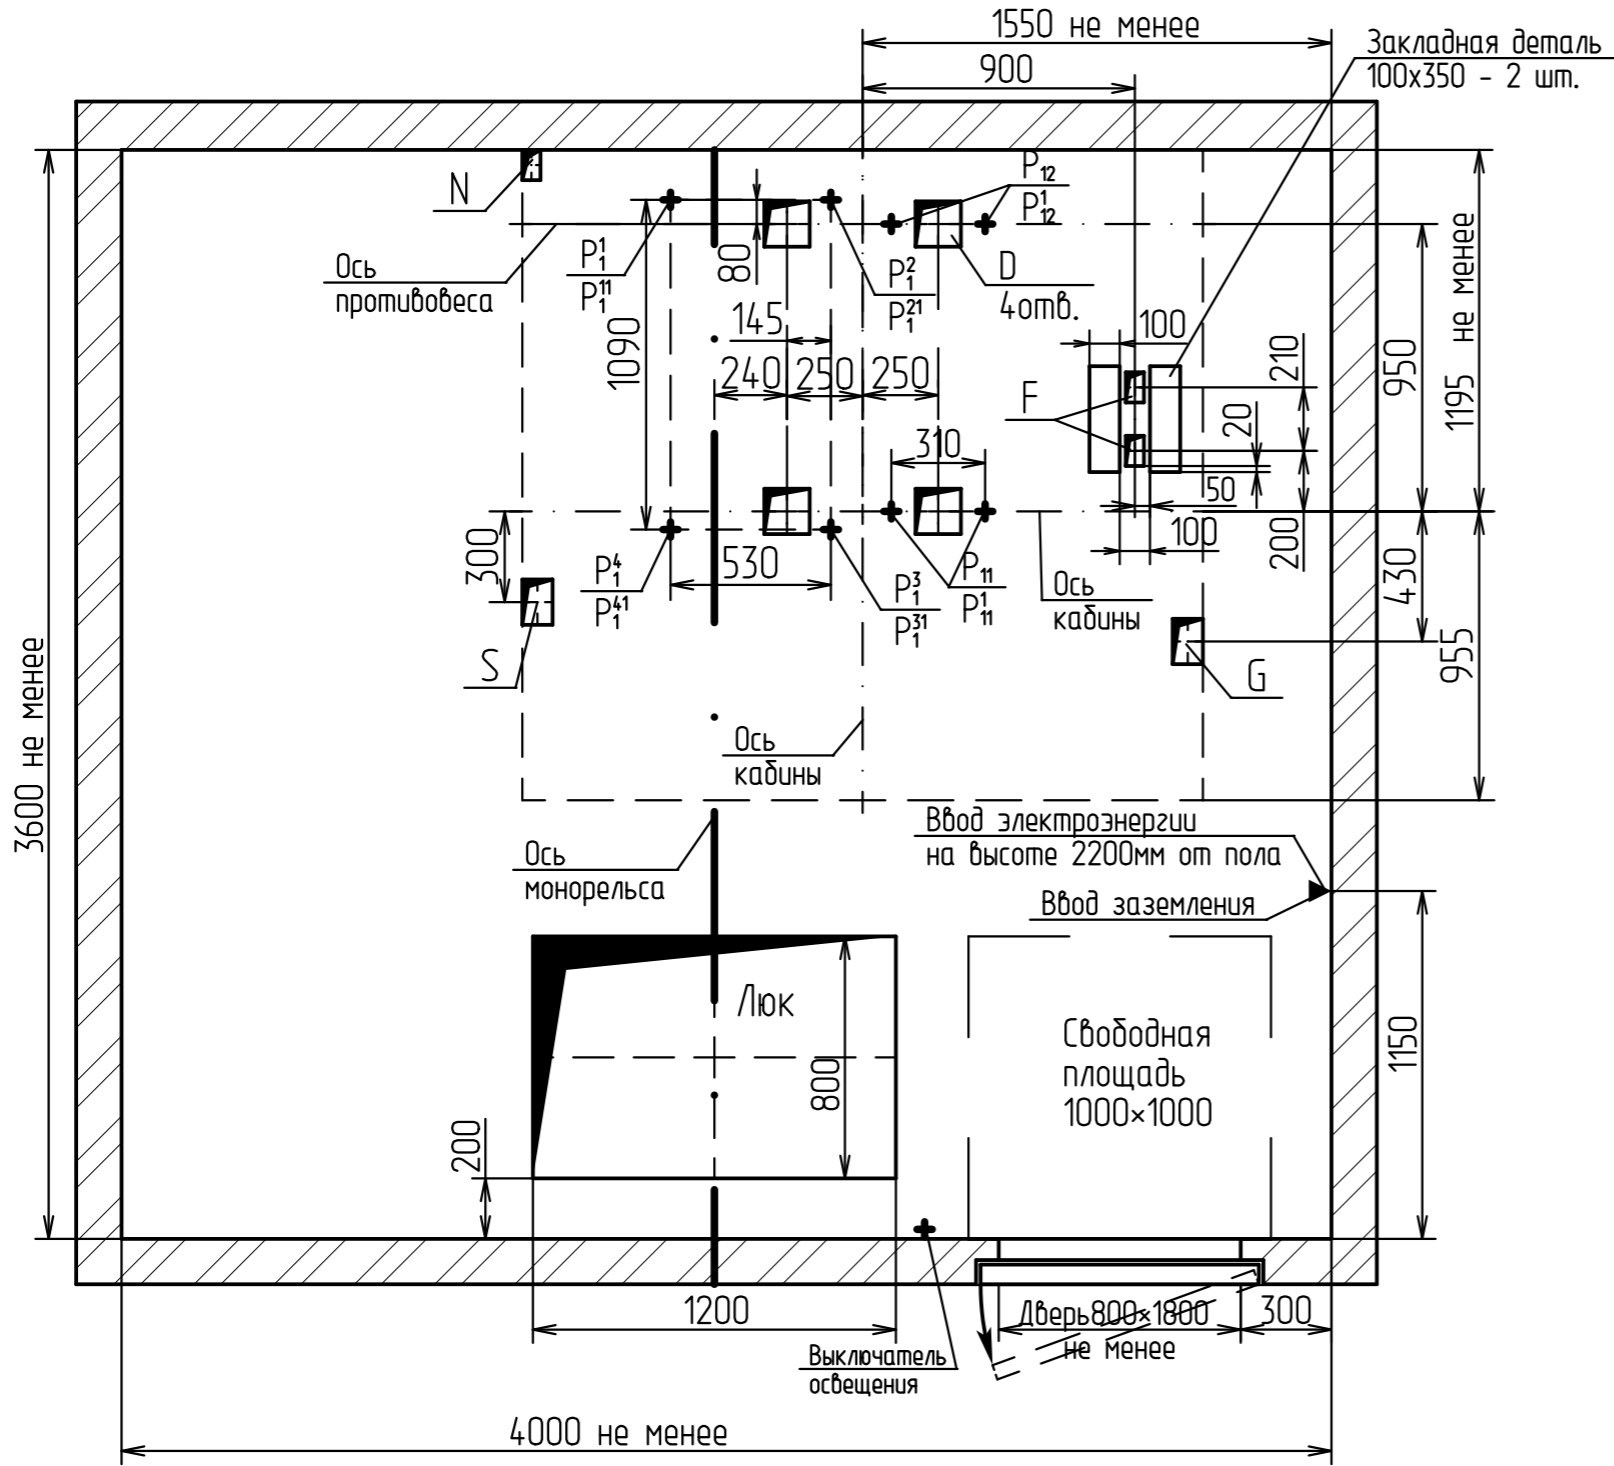 1550 не менее
Закладная деталь
100х350 - 2 шт.
900
N
P₁₂
P¹₁₂
80
P¹₁
P¹¹₁
Ось
противовеса
P²₁
P²¹₁
D
4отв.
1090
145
100
240
250
250
210
950
1195 не менее
F
20
310
50
100
200
300
530
P⁴₁
P⁴¹₁
P³₁
P³¹₁
P₁₁
P¹₁₁
Ось
кабины
430
955
S
G
3600 не менее
Ось
кабины
Ввод электроэнергии
на высоте 2200мм от пола
Ось
монорельса
Ввод заземления
Люк
800
Свободная
площадь
1000×1000
1150
200
1200
Дверь800×1800
не менее
300
Выключатель
освещения
4000 не менее